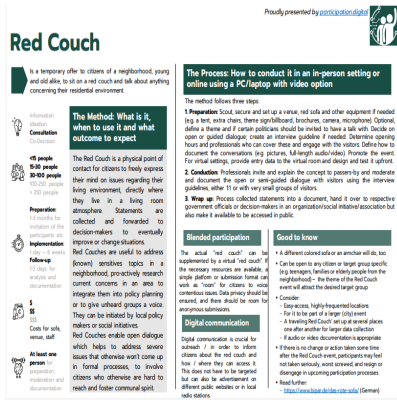 Proudly presented by participation.digital
Red Couch
Is a temporary offer to citizens of a neighborhood, young
and old alike, to sit on a red couch and talk about anything
concerning their residential environment.
Information
Ideation
Consultation
Co-Decision
<15 people
15-30 people
30-100 people
100-250 people
> 250 people
Preparation
1-3 months for
invitation of the
participants etc.
Implementation
1 day – 6 weeks
Follow-up
1-5 days for
analysis and
documentation
$
$$
$$$
Costs for sofa,
venue, staff
At least one
person for
preparation,
moderation and
documentation
The Method: What is it,
when to use it and what
outcome to expect
The Red Couch is a physical point of
contact for citizens to freely express
their mind on issues regarding their
living environment, directly where
they live in a rural
atmosphere. Statements are
collected and forwarded to
decision-makers to eventually
improve or change situations.
Red Couches are useful to address
(known) sensitive topics in a
neighborhood, pro-actively research
current concerns in an area to
integrate them into policy planning
or to give unheard groups a voice.
They can be initiated by local policy
makers or social initiatives.
Red Couches enable open dialogue
which helps to address severe
issues that otherwise won't come up
in formal processes, to involve
citizens who otherwise are hard to
reach and foster communal spirit.
The Process: How to conduct it in an in-person setting or
online using a PC/laptop with video option
The method follows three steps:
1. Preparation: Scout, secure and set up a venue, red sofa and other equipment if needed
(e.g. a tent, extra chairs, theme sign/billboard, brochures, camera, microphone) Optional,
define a theme and if certain politicians should be invited to have a talk with. Decide on
open or guided dialogue; create an interview guideline if needed. Determine opening
hours and professionals who can cover these and engage with the visitors. Define how to
document the conversations (e.g. pictures, full-length audio/video). Promote the event.
For virtual settings, provide entry data to the virtual room and design and test it upfront.
2. Conduction: Professionals invite and explain the concept to passers-by and moderate
and document the open or semi-guided dialogue with visitors using the interview
guidelines, either 1:1 or with very small groups of visitors.
3. Wrap up: Process collected statements into a document, hand it over to respective
government officials or decision-makers in an organization/social initiative/association but
also make it available to be accessed in public.
Blended participation
The actual "red couch" can be
supplemented by a virtual "red couch". If
the necessary resources are available, a
simple platform or submission format can
work as "room" for citizens to voice
contentious issues. Data privacy should be
ensured, and there should be room for
anonymous submissions.
Digital communication
Digital communication is crucial for
outreach / in order to inform
citizens about the red couch and
how / where they can access it.
This does not have to be targeted
but can also be advertisement on
different public websites or in local
radio stations.
Good to know
• A different colored sofa or an armchair will do, too
• Can be open to any citizen or target group specific
(e.g. teenagers, families or elderly people from the
neighborhood) – the theme of the Red Couch
event will attract the desired target group
• Consider:
- Easy-access, highly-frequented locations
- For it to be part of a larger (city) event
- A traveling Red Couch set up at several places
one after another for larger data collection
- If audio or video documentation is appropriate
• If there is no change or action taken some time
after the Red Couch event, participants may feel
not taken seriously, worst screwed, and resign or
disengage in upcoming participation processes
• Read further:
- https://www.bipar.de/das-rote-sofa/ (German)